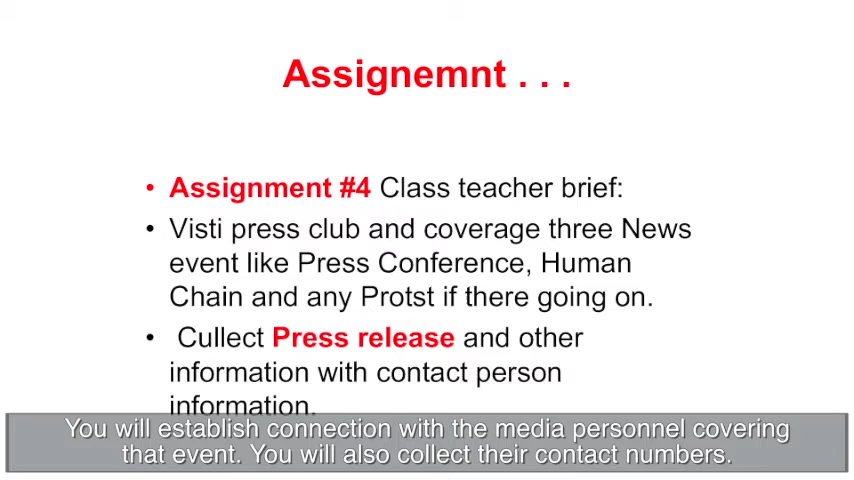 Assignemnt . . .
• Assignment #4 Class teacher brief:
• Visti press club and coverage three News
event like Press Conference, Human
Chain and any Protst if there going on.
• Cullect Press release and other
information with contact person
information.
You will establish connection with the media personnel covering
that event. You will also collect their contact numbers.